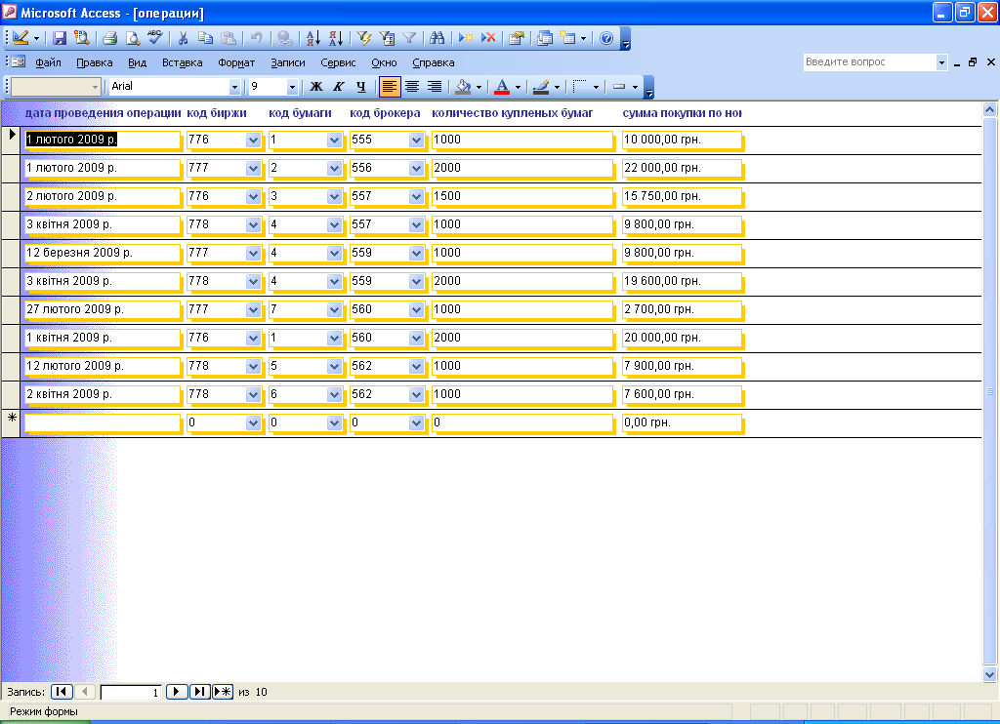 Microsoft Access - [операции]
Файл Правка Вид Вставка Формат Записи Сервис Окно Справка Введите вопрос
Arial 9 Ж К Ч
дата проведения операции код биржи код бумаги код брокера количество купленых бумаг сумма покупки по ном
1 лютого 2009 р. 776 1 555 1000 10 000,00 грн.
1 лютого 2009 р. 777 2 556 2000 22 000,00 грн.
2 лютого 2009 р. 776 3 557 1500 15 750,00 грн.
3 квітня 2009 р. 778 4 557 1000 9 800,00 грн.
12 березня 2009 р. 777 4 559 1000 9 800,00 грн.
3 квітня 2009 р. 778 4 559 2000 19 600,00 грн.
27 лютого 2009 р. 777 7 560 1000 2 700,00 грн.
1 квітня 2009 р. 776 1 560 2000 20 000,00 грн.
12 лютого 2009 р. 778 5 562 1000 7 900,00 грн.
2 квітня 2009 р. 778 6 562 1000 7 600,00 грн.
0 0 0 0 0,00 грн.
Запись: 1 из 10
Режим формы